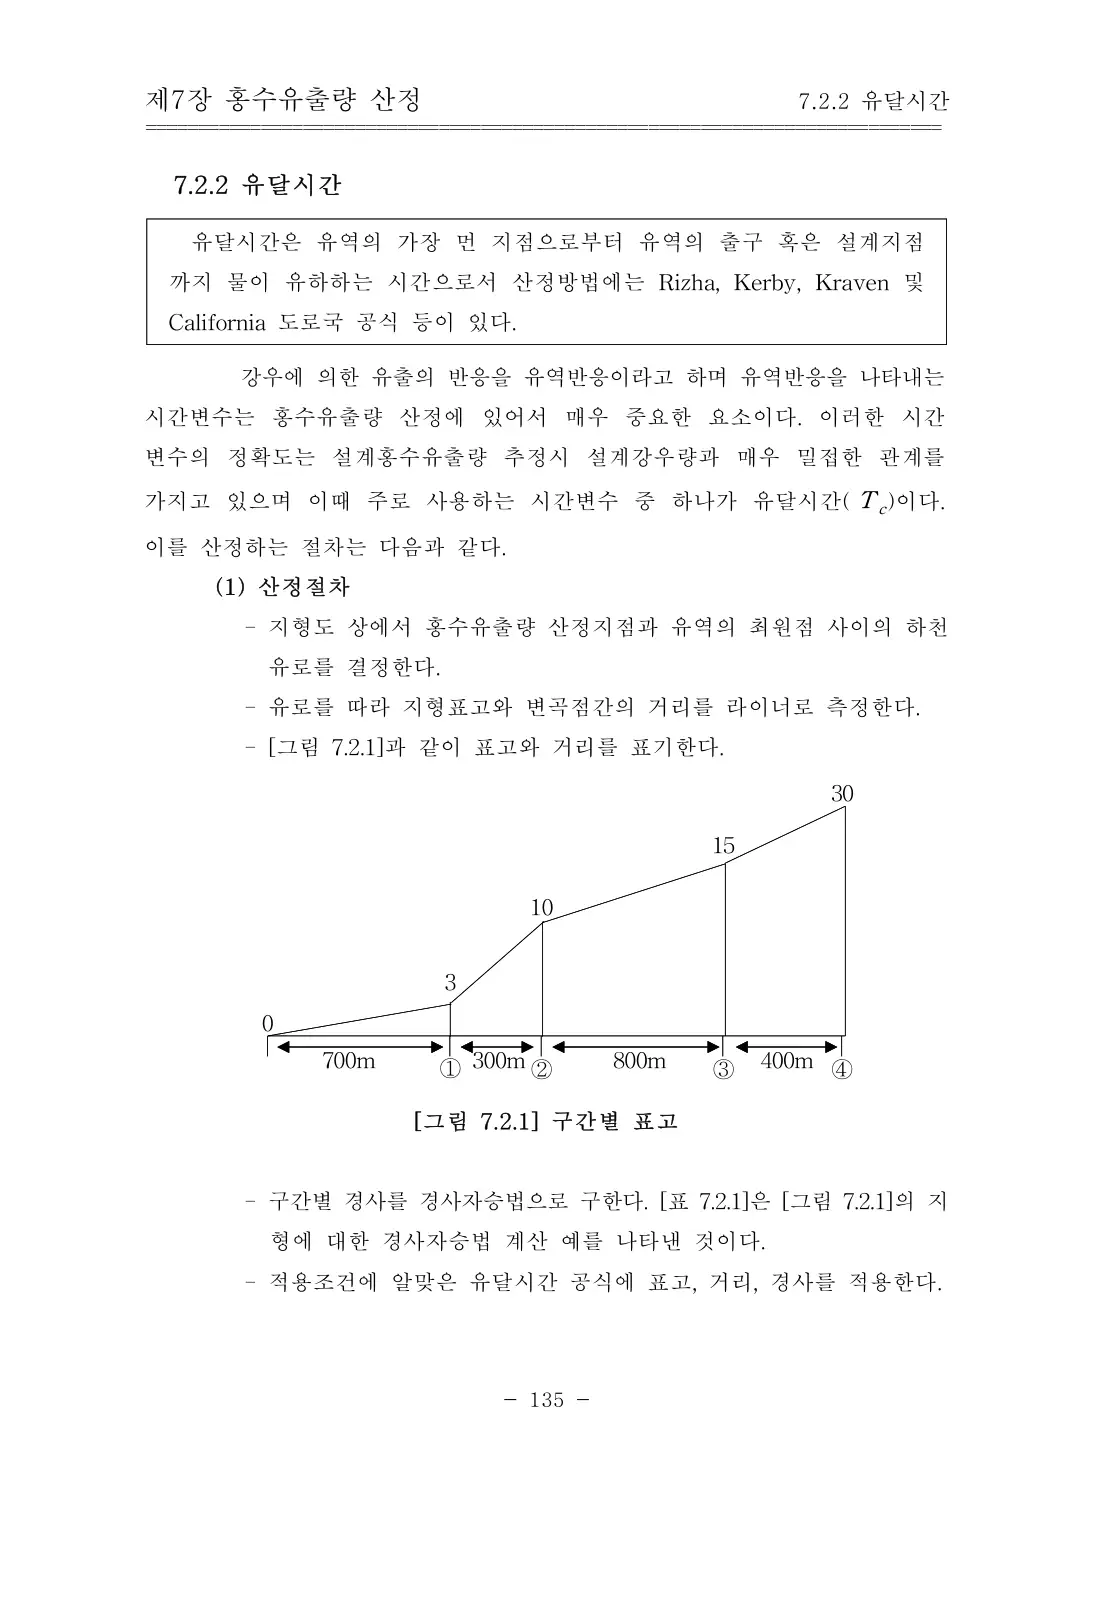 제7장 홍수유출량 산정 7.2.2 유달시간
7.2.2 유달시간
유달시간은 유역의 가장 먼 지점으로부터 유역의 출구 혹은 설계지점
까지 물이 유하하는 시간으로서 산정방법에는 Rizha, Kerby, Kraven 및
California 도로국 공식 등이 있다.
강우에 의한 유출의 반응을 유역반응이라고 하며 유역반응을 나타내는
시간변수는 홍수유출량 산정에 있어서 매우 중요한 요소이다. 이러한 시간
변수의 정확도는 설계홍수유출량 추정시 설계강우량과 매우 밀접한 관계를
가지고 있으며 이때 주로 사용하는 시간변수 중 하나가 유달시간( T c)이다.
이를 산정하는 절차는 다음과 같다.
(1) 산정절차
- 지형도 상에서 홍수유출량 산정지점과 유역의 최원점 사이의 하천
유로를 결정한다.
- 유로를 따라 지형표고와 변곡점간의 거리를 라이너로 측정한다.
- [그림 7.2.1]과 같이 표고와 거리를 표기한다.
30
15
10
3
0
700m ① 300m ② 800m ③ 400m ④
[그림 7.2.1] 구간별 표고
- 구간별 경사를 경사자승법으로 구한다. [표 7.2.1]은 [그림 7.2.1]의 지
형에 대한 경사자승법 계산 예를 나타낸 것이다.
- 적용조건에 알맞은 유달시간 공식에 표고, 거리, 경사를 적용한다.
- 135 -